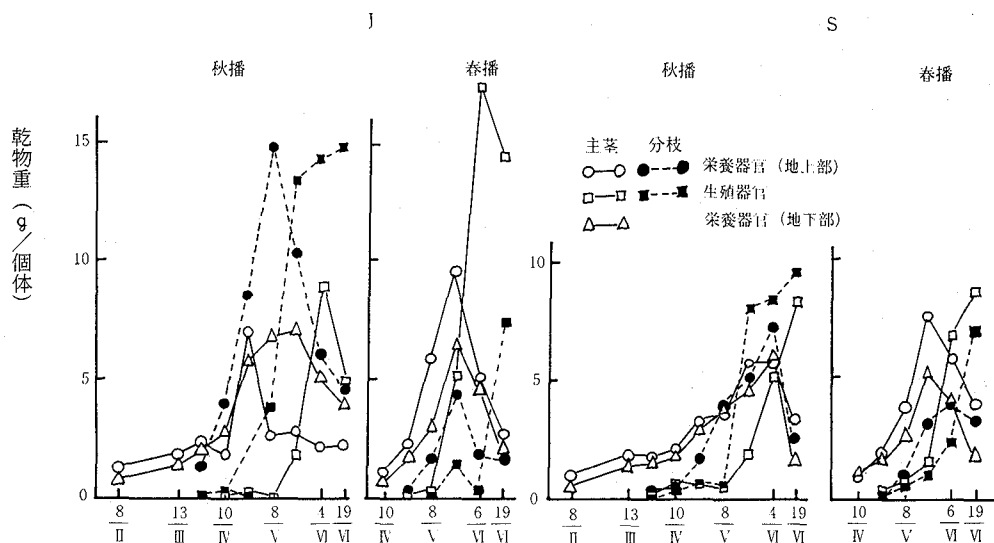 J
S
秋播
春播
秋播
春播
乾物重(g/個体)
主茎 分枝
栄養器官(地上部)
生殖器官
栄養器官(地下部)
15
10
5
0
10
5
0
8 13 10 8 4 19
II III IV V VI VI
10 8 6 19
IV V VI VI
8 13 10 8 4 19
II III IV V VI VI
10 8 6 19
IV V VI VI